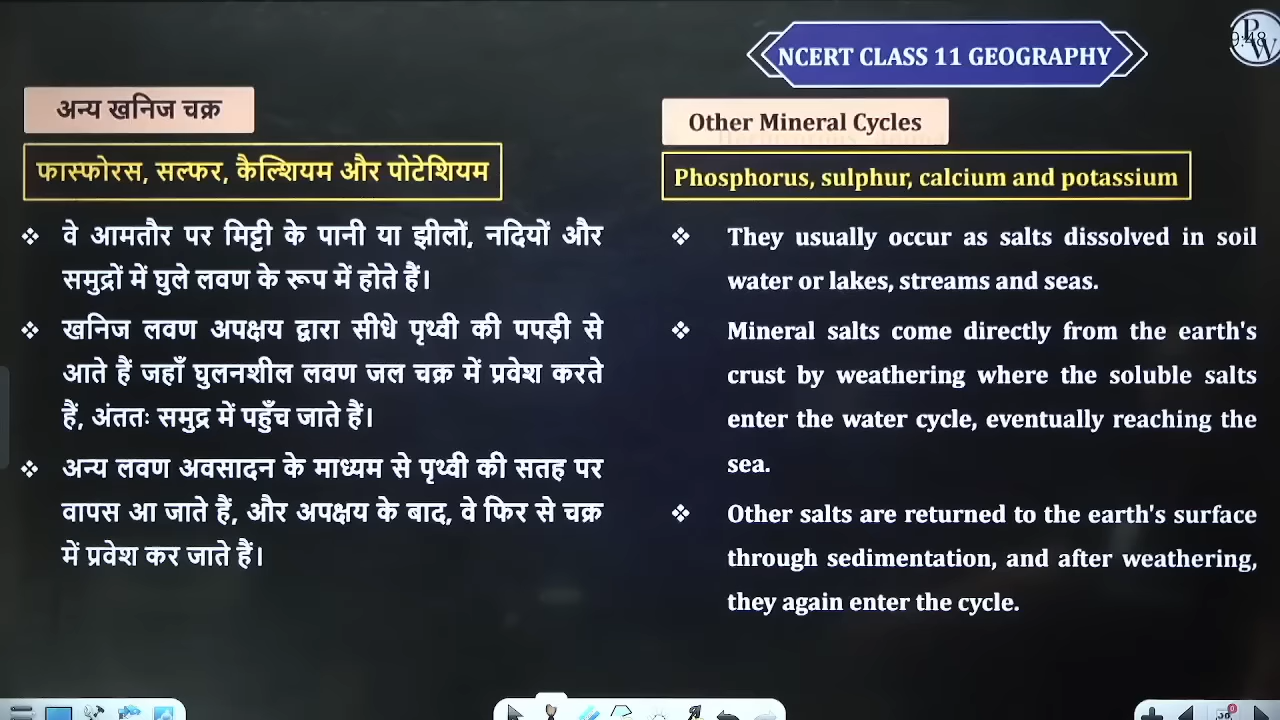 NCERT CLASS 11 GEOGRAPHY
PW
9:48
अन्य खनिज चक्र
फास्फोरस, सल्फर, कैल्शियम और पोटेशियम
❖ वे आमतौर पर मिट्टी के पानी या झीलों, नदियों और
समुद्रों में घुले लवण के रूप में होते हैं।
❖ खनिज लवण अपक्षय द्वारा सीधे पृथ्वी की पपड़ी से
आते हैं जहाँ घुलनशील लवण जल चक्र में प्रवेश करते
हैं, अंततः समुद्र में पहुँच जाते हैं।
❖ अन्य लवण अवसादन के माध्यम से पृथ्वी की सतह पर
वापस आ जाते हैं, और अपक्षय के बाद, वे फिर से चक्र
में प्रवेश कर जाते हैं।
Other Mineral Cycles
Phosphorus, sulphur, calcium and potassium
❖ They usually occur as salts dissolved in soil
water or lakes, streams and seas.
❖ Mineral salts come directly from the earth's
crust by weathering where the soluble salts
enter the water cycle, eventually reaching the
sea.
❖ Other salts are returned to the earth's surface
through sedimentation, and after weathering,
they again enter the cycle.